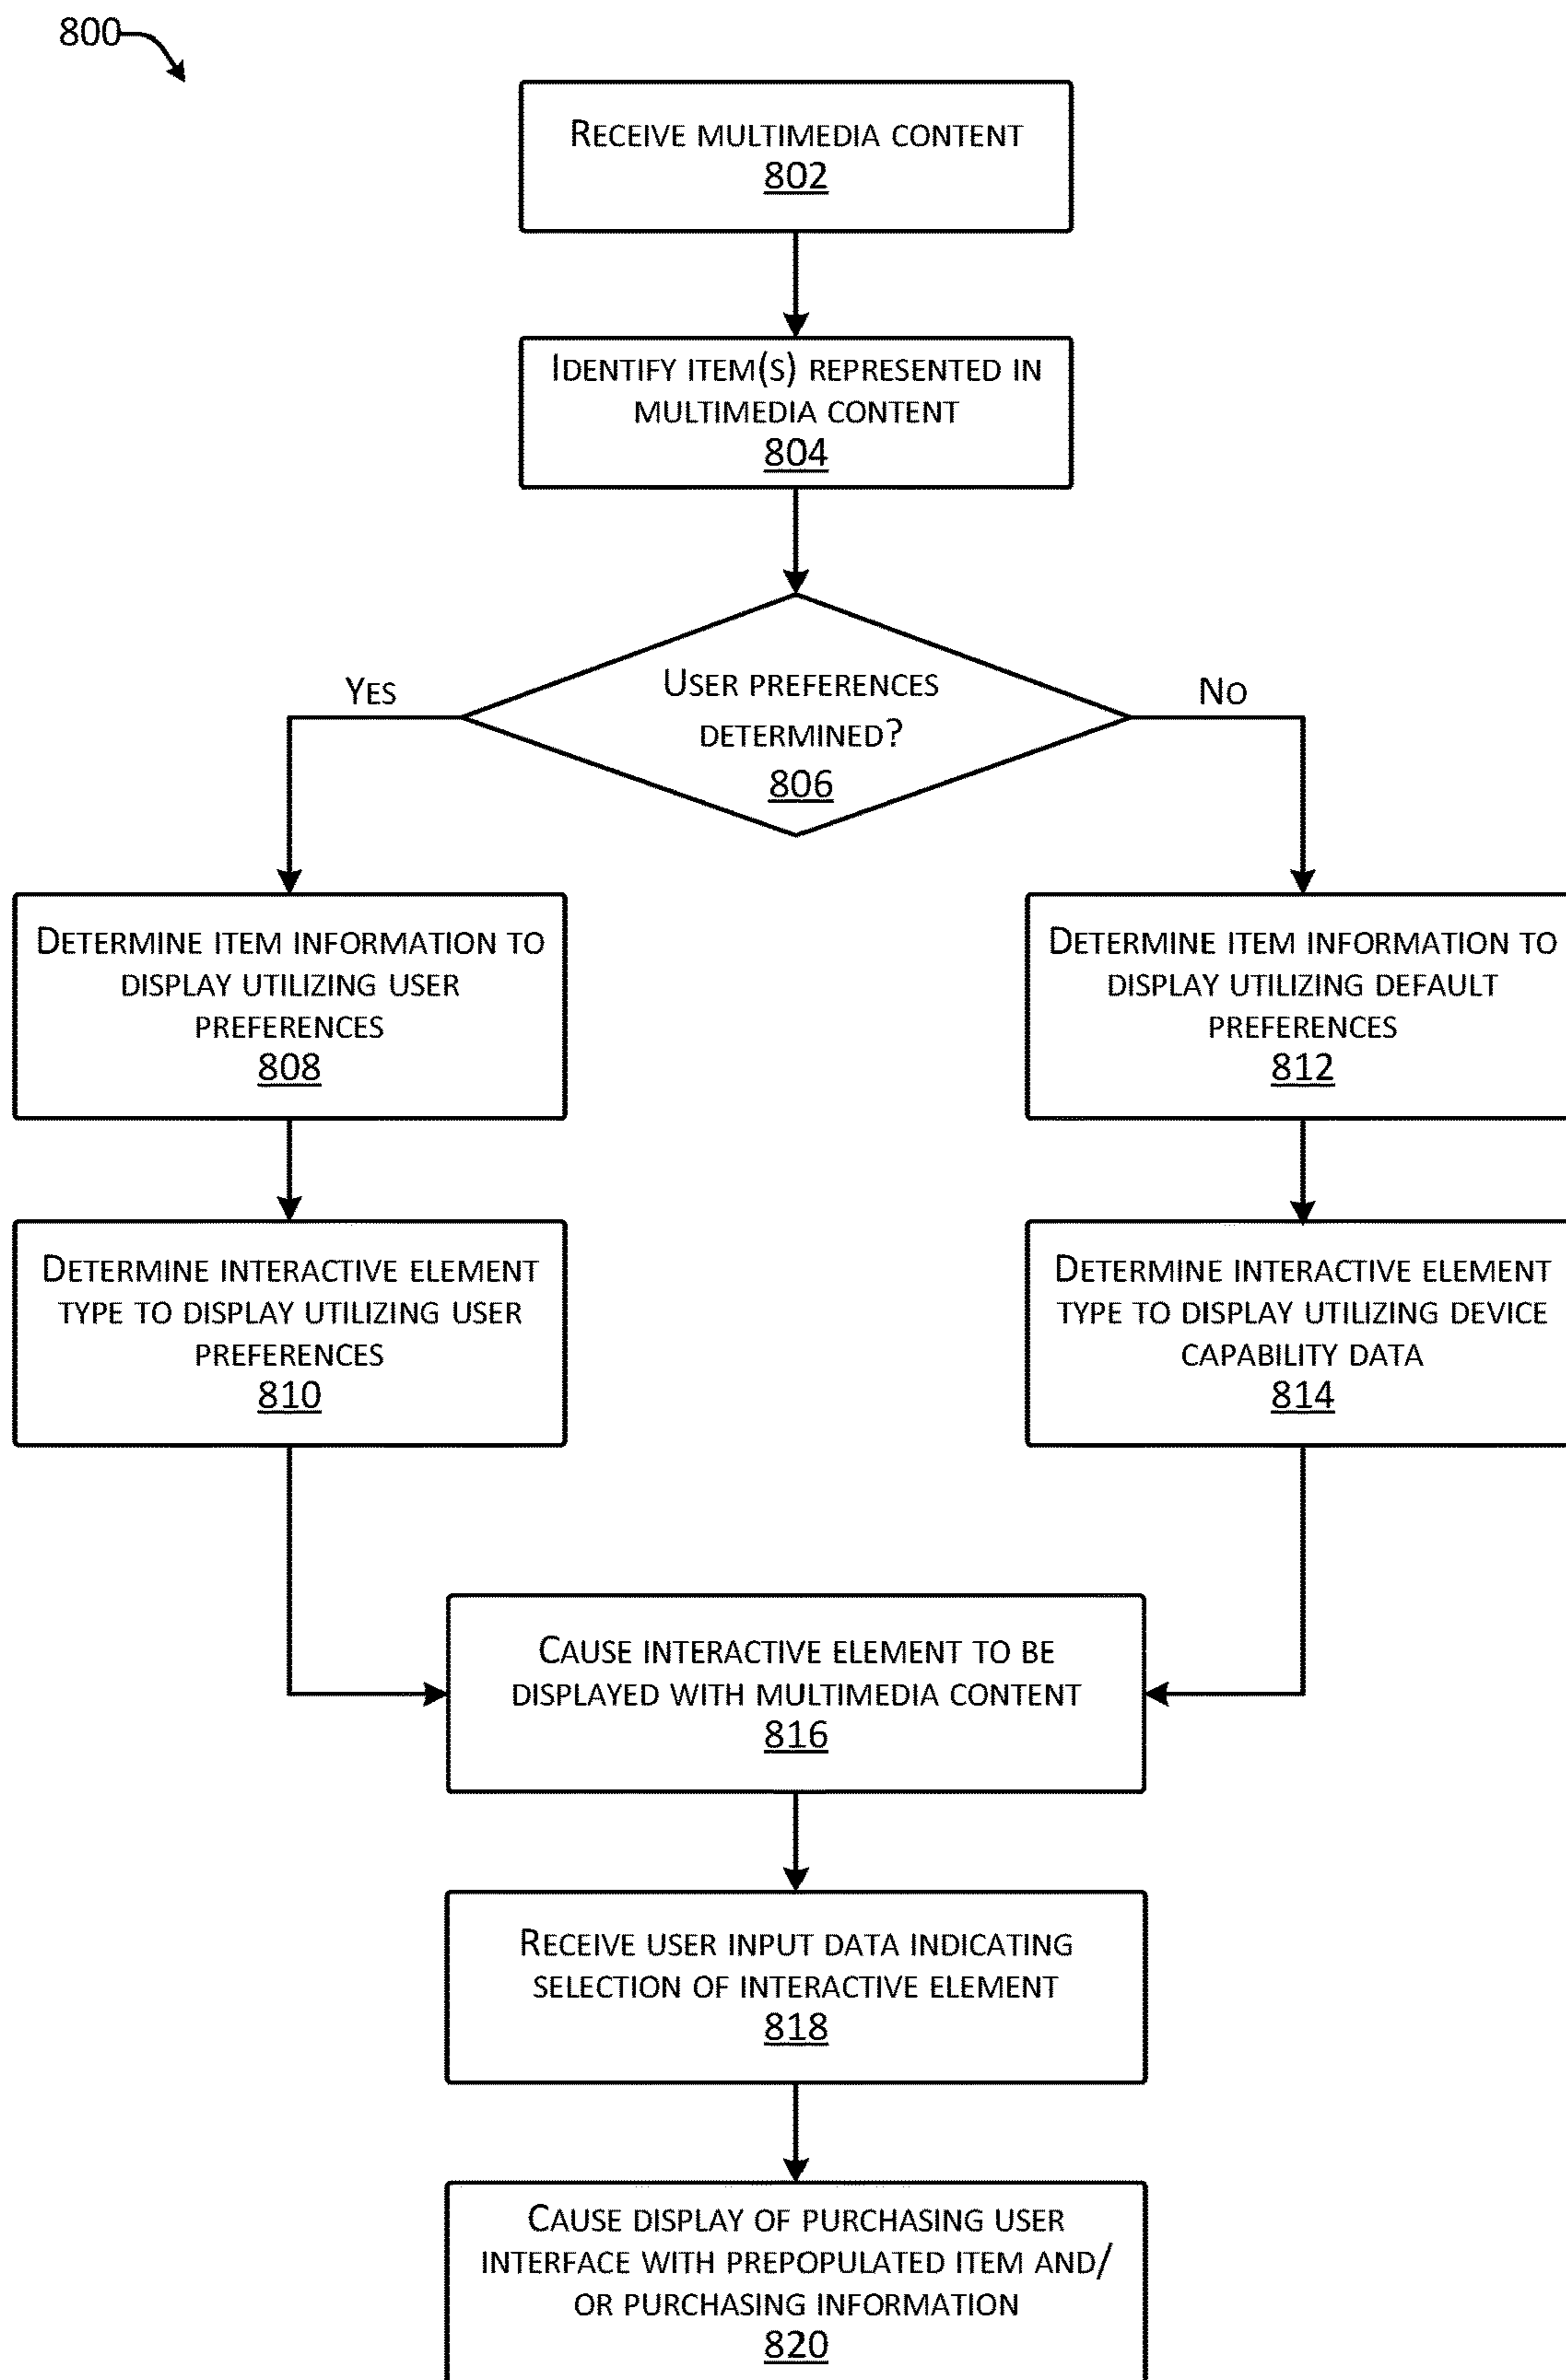 800
RECEIVE MULTIMEDIA CONTENT
802
IDENTIFY ITEM(S) REPRESENTED IN
MULTIMEDIA CONTENT
804
USER PREFERENCES
DETERMINED?
806
YES
NO
DETERMINE ITEM INFORMATION TO
DISPLAY UTILIZING USER
PREFERENCES
808
DETERMINE ITEM INFORMATION TO
DISPLAY UTILIZING DEFAULT
PREFERENCES
812
DETERMINE INTERACTIVE ELEMENT
TYPE TO DISPLAY UTILIZING USER
PREFERENCES
810
DETERMINE INTERACTIVE ELEMENT
TYPE TO DISPLAY UTILIZING DEVICE
CAPABILITY DATA
814
CAUSE INTERACTIVE ELEMENT TO BE
DISPLAYED WITH MULTIMEDIA CONTENT
816
RECEIVE USER INPUT DATA INDICATING
SELECTION OF INTERACTIVE ELEMENT
818
CAUSE DISPLAY OF PURCHASING USER
INTERFACE WITH PREPOPULATED ITEM AND/
OR PURCHASING INFORMATION
820